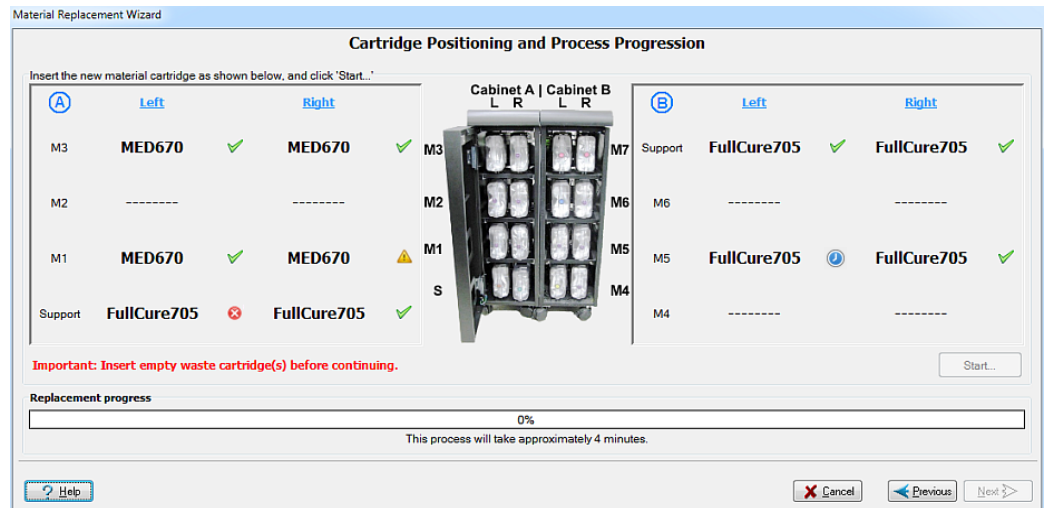 Material Replacement Wizard
Cartridge Positioning and Process Progression
Insert the new material cartridge as shown below, and click 'Start...'
A Left Right
M3 MED670 MED670
M2 -------- --------
M1 MED670 MED670
Support FullCure705 FullCure705
Cabinet A | Cabinet B
L R L R
M3 M7
M2 M6
M1 M5
S M4
B Left Right
Support FullCure705 FullCure705
M6 -------- --------
M5 FullCure705 FullCure705
M4 -------- --------
Important: Insert empty waste cartridge(s) before continuing.
Start...
Replacement progress
0%
This process will take approximately 4 minutes.
? Help
Cancel
Previous
Next